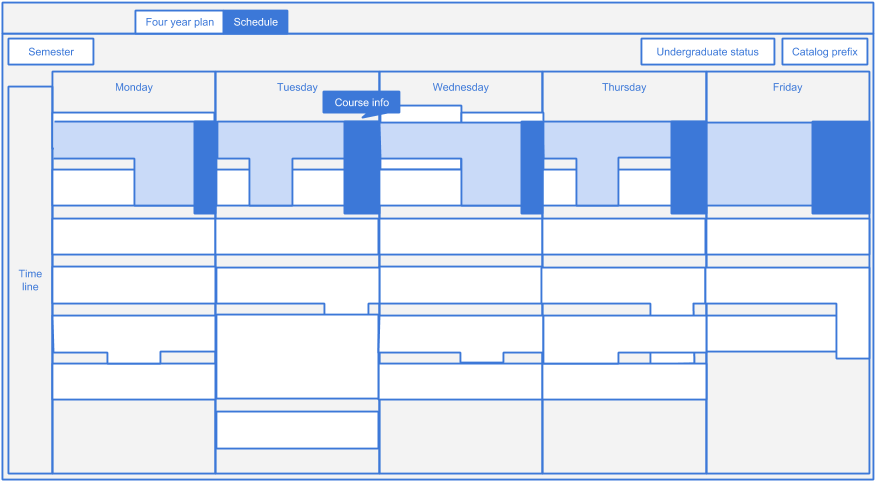 Four year plan
Schedule
Semester
Undergraduate status
Catalog prefix
Monday
Tuesday
Wednesday
Thursday
Friday
Course info
Time
line